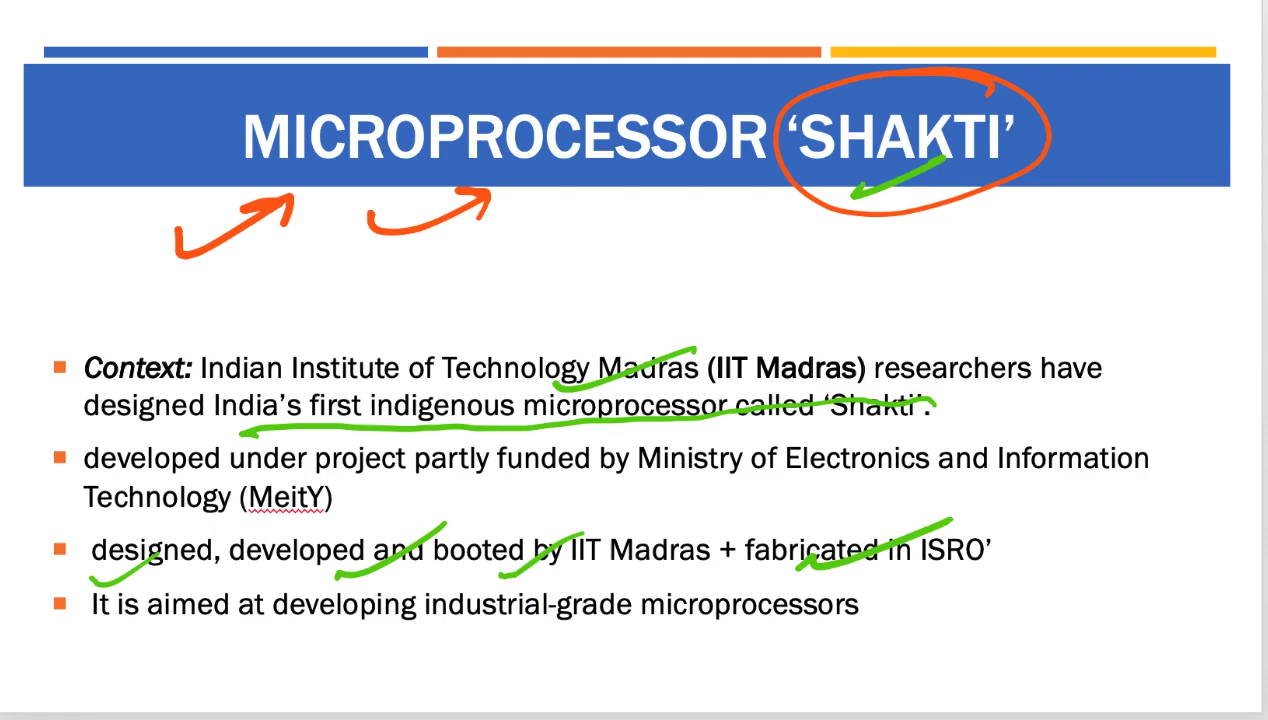 MICROPROCESSOR ‘SHAKTI’
Context: Indian Institute of Technology Madras (IIT Madras) researchers have
designed India’s first indigenous microprocessor called ‘Shakti’.
developed under project partly funded by Ministry of Electronics and Information
Technology (MeitY)
designed, developed and booted by IIT Madras + fabricated in ISRO’
It is aimed at developing industrial-grade microprocessors